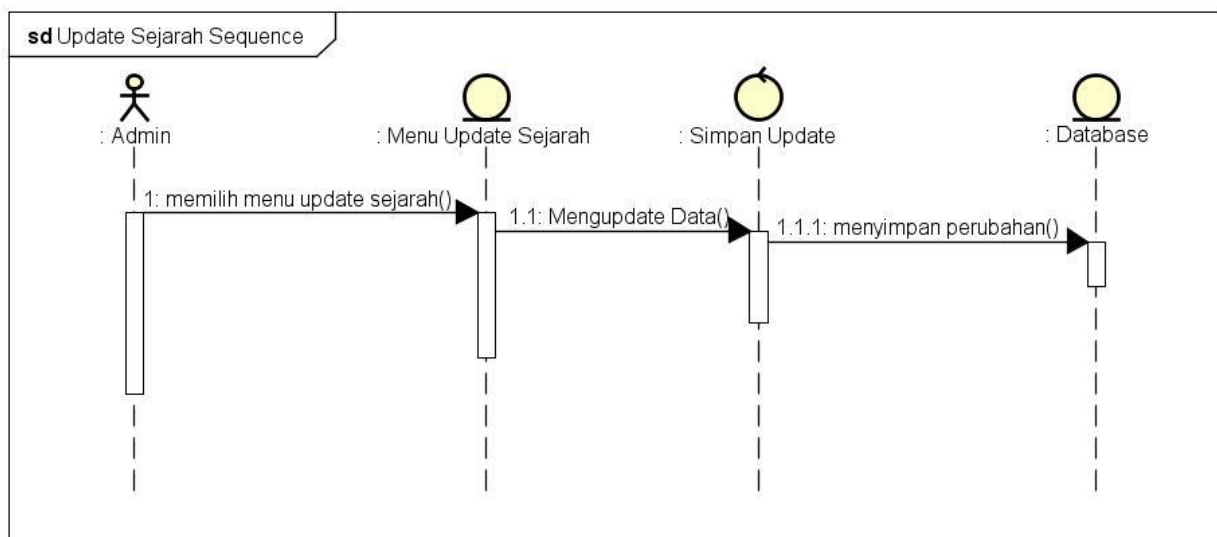 sd Update Sejarah Sequence
: Admin
: Menu Update Sejarah
: Simpan Update
: Database
1: memilih menu update sejarah()
1.1: Mengupdate Data()
1.1.1: menyimpan perubahan()